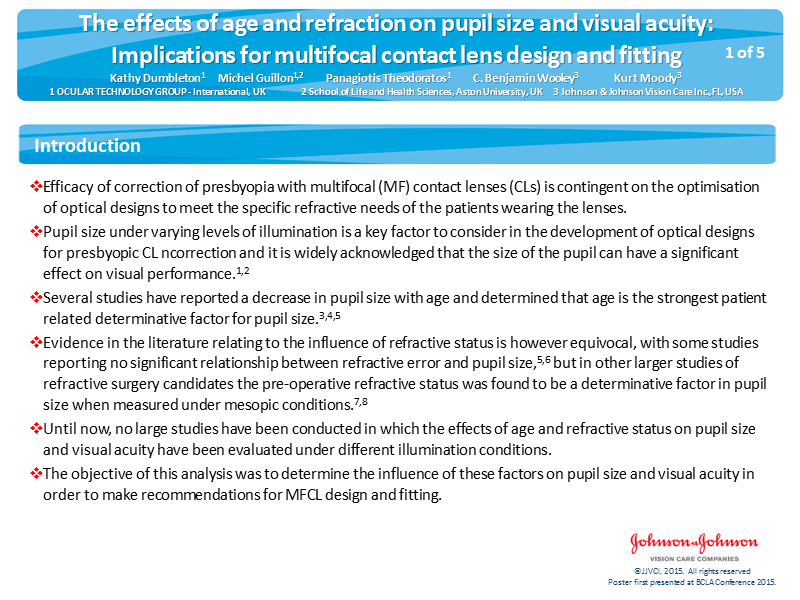 The effects of age and refraction on pupil size and visual acuity:
Implications for multifocal contact lens design and fitting
1 of 5
Kathy Dumbleton1 Michel Guillon1,2 Panagiotis Theodoratos1 C. Benjamin Wooley3 Kurt Moody3
1 OCULAR TECHNOLOGY GROUP - International, UK 2 School of Life and Health Sciences, Aston University, UK 3 Johnson & Johnson Vision Care Inc.,FL, USA
Introduction
❖Efficacy of correction of presbyopia with multifocal (MF) contact lenses (CLs) is contingent on the optimisation
of optical designs to meet the specific refractive needs of the patients wearing the lenses.
❖Pupil size under varying levels of illumination is a key factor to consider in the development of optical designs
for presbyopic CL ncorrection and it is widely acknowledged that the size of the pupil can have a significant
effect on visual performance.1,2
❖Several studies have reported a decrease in pupil size with age and determined that age is the strongest patient
related determinative factor for pupil size.3,4,5
❖Evidence in the literature relating to the influence of refractive status is however equivocal, with some studies
reporting no significant relationship between refractive error and pupil size,5,6 but in other larger studies of
refractive surgery candidates the pre-operative refractive status was found to be a determinative factor in pupil
size when measured under mesopic conditions.7,8
❖Until now, no large studies have been conducted in which the effects of age and refractive status on pupil size
and visual acuity have been evaluated under different illumination conditions.
❖The objective of this analysis was to determine the influence of these factors on pupil size and visual acuity in
order to make recommendations for MFCL design and fitting.
Johnson & Johnson
VISION CARE COMPANIES
©JJVCI, 2015. All rights reserved
Poster first presented at BCLA Conference 2015.